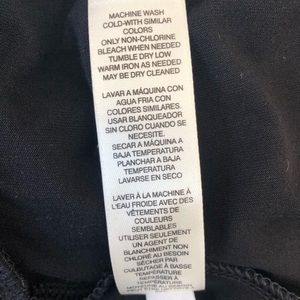 MACHINE WASH
COLD-WITH SIMILAR
COLORS
ONLY NON-CHLORINE
BLEACH WHEN NEEDED
TUMBLE DRY LOW
WARM IRON AS NEEDED
MAY BE DRY CLEANED
LAVAR A MÁQUINA CON
AGUA FRIA CON
COLORES SIMILARES.
USAR BLANQUEADOR
SIN CLORO CUANDO SE
NECESITE.
SECAR A MÁQUINA A
BAJA TEMPERATURA
PLANCHAR A BAJA
TEMPERATURA
LAVARSE EN SECO
LAVER À LA MACHINE À
L'EAU FROIDE AVEC DES
VÊTEMENTS DE
COULEURS
SEMBLABLES
UTILISER SEULEMENT
UN AGENT DE
BLANCHIMENT NON
CHLORÉ AU BESOIN
SÉCHER PAR
CULBUTAGE À BASSE
TEMPÉRATURE
REPASSER À
TEMPÉRATURE